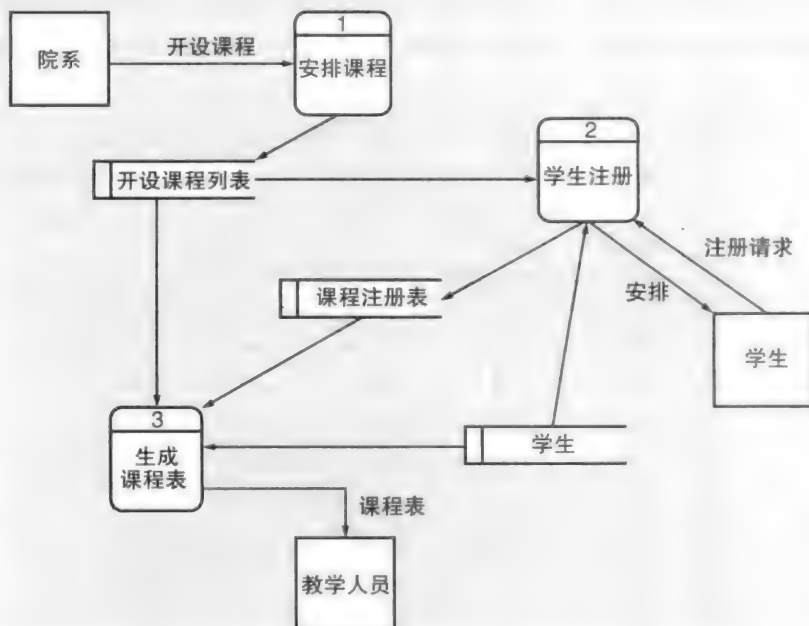 院系
开设课程
1
安排课程
开设课程列表
2
学生注册
注册请求
课程注册表
安排
学生
3
生成
课程表
学生
课程表
教学人员